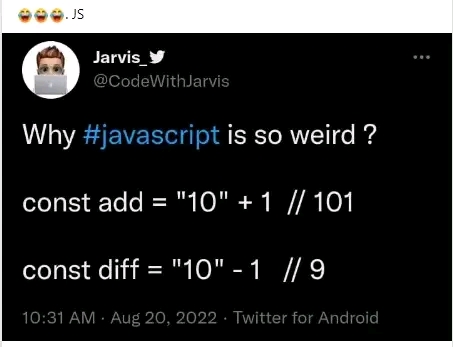 😂😂😂. JS
Jarvis_
@CodeWithJarvis
Why #javascript is so weird ?
const add = "10" + 1 // 101
const diff = "10" - 1 // 9
10:31 AM · Aug 20, 2022 · Twitter for Android